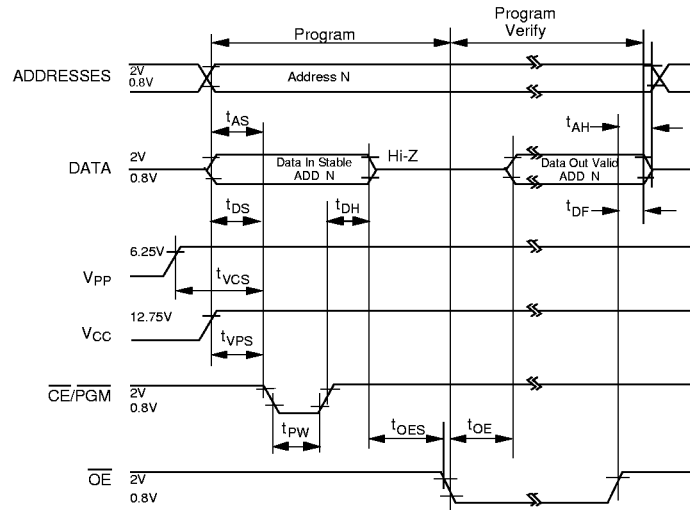 Program
Program
Verify
ADDRESSES
2V
0.8V
Address N
tAS
tAH
DATA
2V
0.8V
Data In Stable
ADD N
Hi-Z
Data Out Valid
ADD N
tDS
tDH
tDF
6.25V
VPP
tVCS
12.75V
VCC
tVPS
CE/PGM
2V
0.8V
tPW
tOES
tOE
OE
2V
0.8V